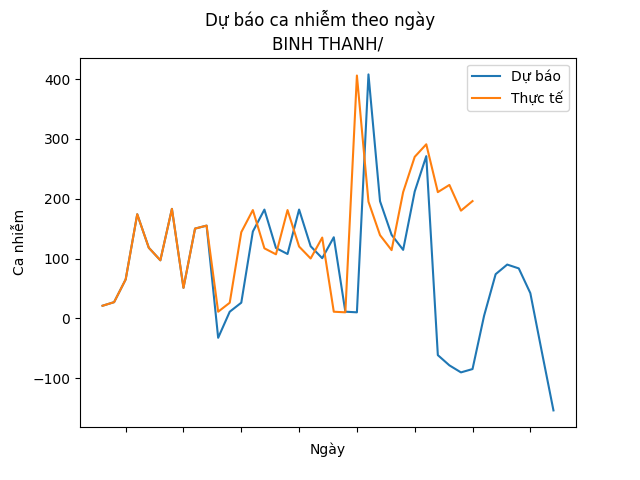 Dự báo ca nhiễm theo ngày
BINH THANH/
Dự báo
Thực tế
400
300
200
100
0
−100
Ca nhiễm
Ngày